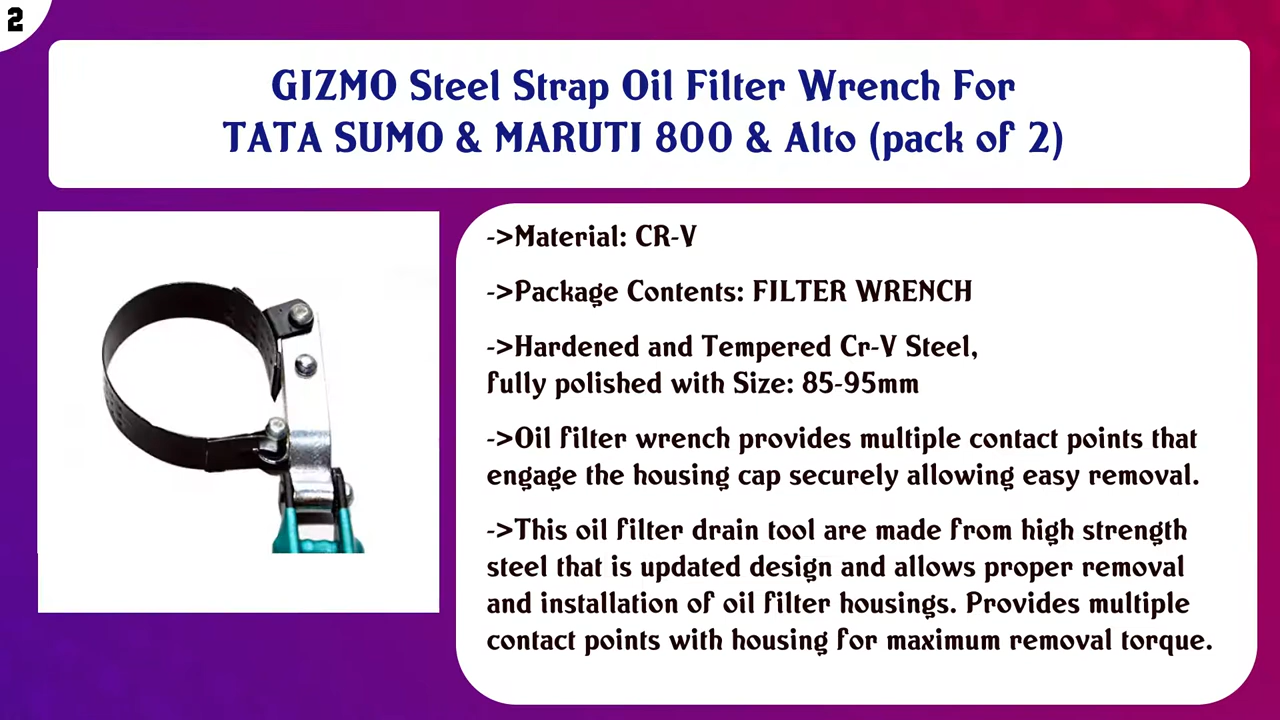 2
GIZMO Steel Strap Oil Filter Wrench For
TATA SUMO & MARUTI 800 & Alto (pack of 2)
->Material: CR-V
->Package Contents: FILTER WRENCH
->Hardened and Tempered Cr-V Steel,
fully polished with Size: 85-95mm
->Oil filter wrench provides multiple contact points that
engage the housing cap securely allowing easy removal.
->This oil filter drain tool are made from high strength
steel that is updated design and allows proper removal
and installation of oil filter housings. Provides multiple
contact points with housing for maximum removal torque.